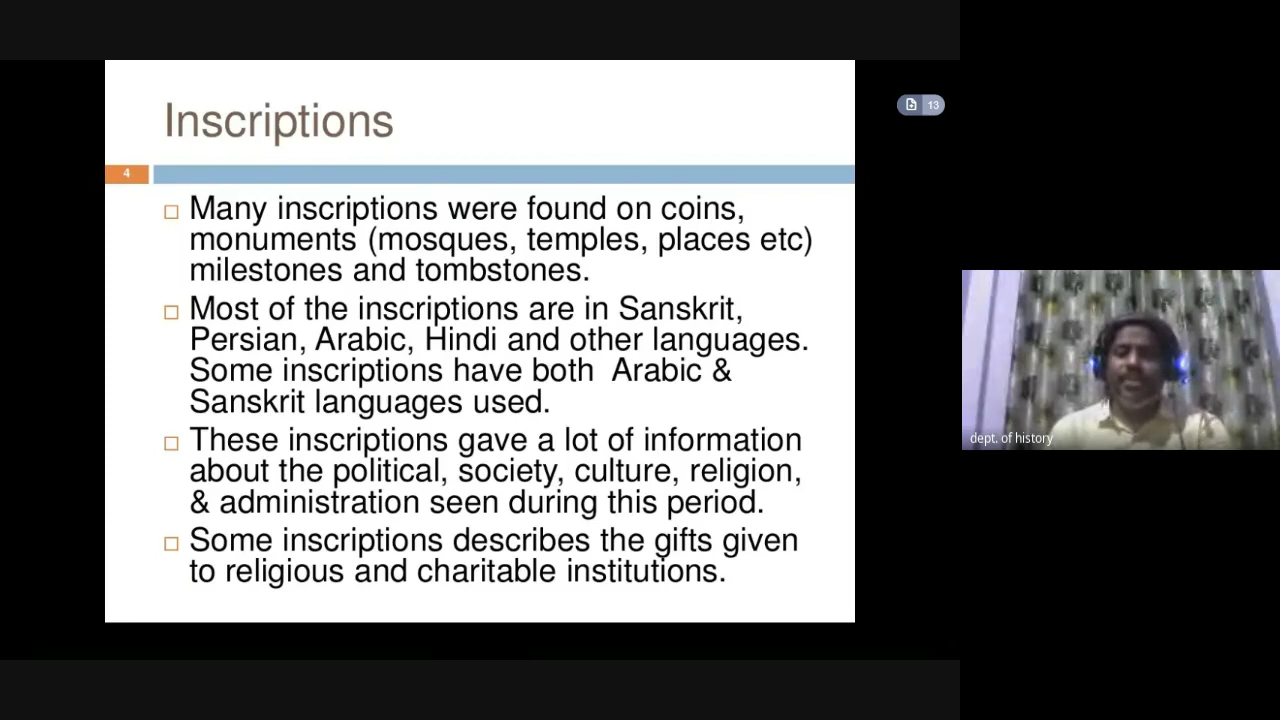 Inscriptions
13
4
Many inscriptions were found on coins,
monuments (mosques, temples, places etc)
milestones and tombstones.
Most of the inscriptions are in Sanskrit,
Persian, Arabic, Hindi and other languages.
Some inscriptions have both  Arabic &
Sanskrit languages used.
These inscriptions gave a lot of information
about the political, society, culture, religion,
& administration seen during this period.
Some inscriptions describes the gifts given
to religious and charitable institutions.
dept. of history